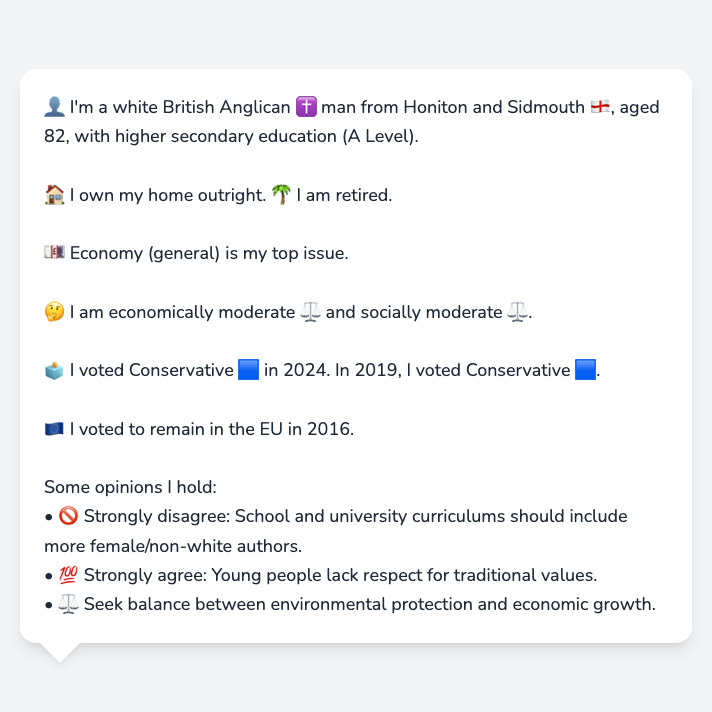 👤 I'm a white British Anglican ✝️ man from Honiton and Sidmouth 🏴󠁧󠁢󠁥󠁮󠁧󠁿, aged
82, with higher secondary education (A Level).
🏠 I own my home outright. 🌴 I am retired.
💷 Economy (general) is my top issue.
🤔 I am economically moderate ⚖️ and socially moderate ⚖️.
🗳️ I voted Conservative 🟦 in 2024. In 2019, I voted Conservative 🟦.
🇪🇺 I voted to remain in the EU in 2016.
Some opinions I hold:
• 🚫 Strongly disagree: School and university curriculums should include
more female/non-white authors.
• 💯 Strongly agree: Young people lack respect for traditional values.
• ⚖️ Seek balance between environmental protection and economic growth.